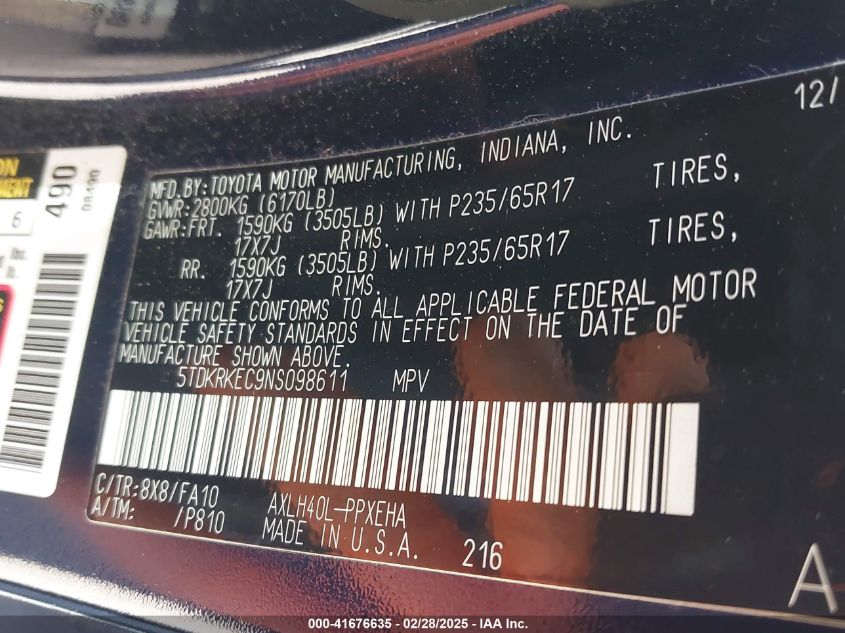 12/
MFD. BY: TOYOTA MOTOR MANUFACTURING, INDIANA, INC.
GVWR: 2800KG (6170LB)
GAWR: FRT. 1590KG (3505LB) WITH P235/65R17 TIRES,
17X7J RIMS.
RR. 1590KG (3505LB) WITH P235/65R17 TIRES,
17X7J RIMS.
THIS VEHICLE CONFORMS TO ALL APPLICABLE FEDERAL MOTOR
VEHICLE SAFETY STANDARDS IN EFFECT ON THE DATE OF
MANUFACTURE SHOWN ABOVE.
5TDKRKEC9NS098611 MPV
C/TR: 8X8/FA10 AXLH40L-PPXEHA
A/TM: /P810 MADE IN U.S.A. 216
A
490
08490
6
lbs.
000-41676635 - 02/28/2025 - IAA Inc.